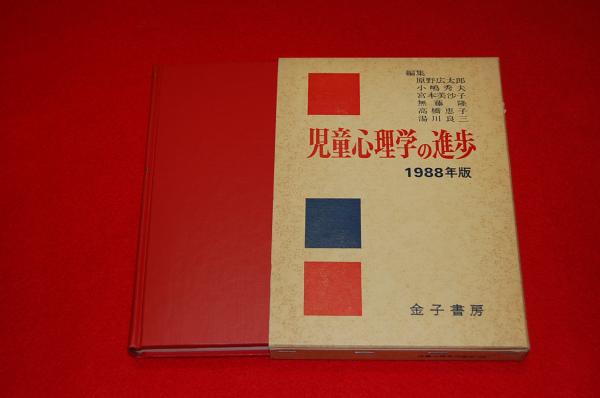 編集
原野広太郎
小嶋秀夫
宮本美沙子
無藤隆
高橋恵子
湯川良三
児童心理学の進歩
1988年版
金子書房